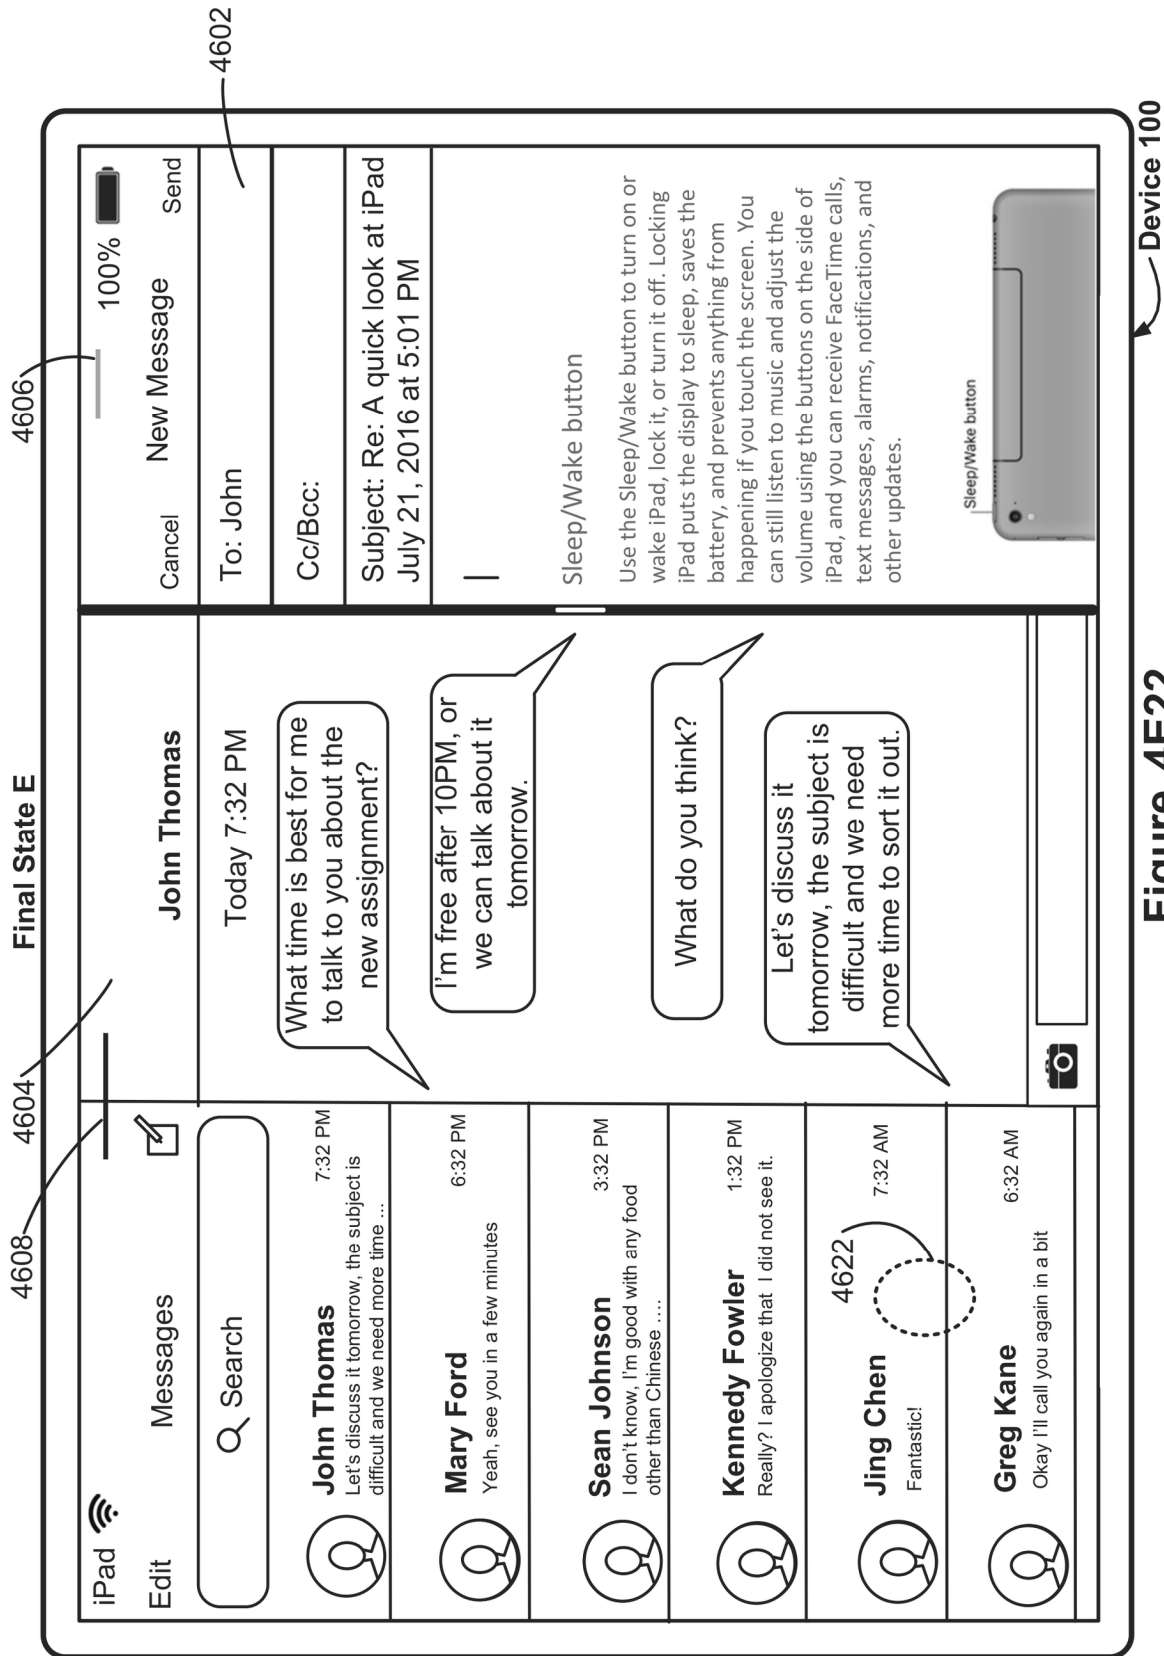 Final State E
4608
4604
4606
4602
iPad
100%
Edit
Messages
Search
John Thomas
7:32 PM
Let's discuss it tomorrow, the subject is
difficult and we need more time ...
Mary Ford
6:32 PM
Yeah, see you in a few minutes
Sean Johnson
3:32 PM
I don't know, I'm good with any food
other than Chinese ....
Kennedy Fowler
1:32 PM
Really? I apologize that I did not see it.
4622
Jing Chen
7:32 AM
Fantastic!
Greg Kane
6:32 AM
Okay I'll call you again in a bit
John Thomas
Today 7:32 PM
What time is best for me
to talk to you about the
new assignment?
I'm free after 10PM, or
we can talk about it
tomorrow.
What do you think?
Let's discuss it
tomorrow, the subject is
difficult and we need
more time to sort it out.
Cancel
New Message
Send
To: John
Cc/Bcc:
Subject: Re: A quick look at iPad
July 21, 2016 at 5:01 PM
Sleep/Wake button
Use the Sleep/Wake button to turn on or
wake iPad, lock it, or turn it off. Locking
iPad puts the display to sleep, saves the
battery, and prevents anything from
happening if you touch the screen. You
can still listen to music and adjust the
volume using the buttons on the side of
iPad, and you can receive FaceTime calls,
text messages, alarms, notifications, and
other updates.
Sleep/Wake button
Device 100
Figure 4E22